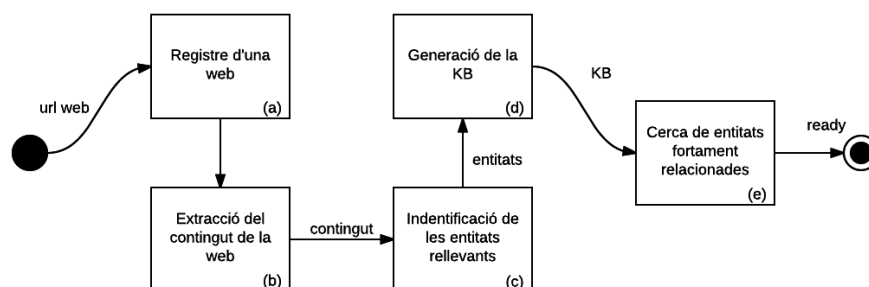 url web
Registre d'una
web
(a)
Extracció del
contingut de la
web
(b)
contingut
Indentificació de
les entitats
rellevants
(c)
entitats
Generació de la
KB
(d)
KB
Cerca de entitats
fortament
relacionades
(e)
ready